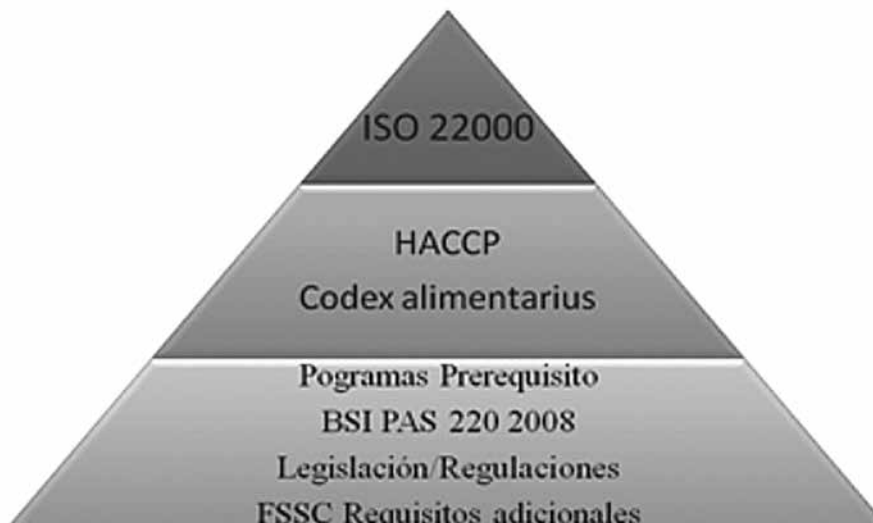 ISO 22000
HACCP
Codex alimentarius
Pogramas Prerequisito
BSI PAS 220 2008
Legislación/Regulaciones
FSSC Requisitos adicionales